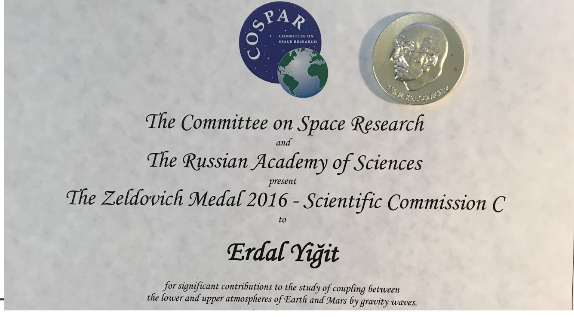 COSPAR
COMMITTEE ON
SPACE RESEARCH
The Committee on Space Research
and
The Russian Academy of Sciences
present
The Zeldovich Medal 2016 - Scientific Commission C
to
Erdal Yiğit
for significant contributions to the study of coupling between
the lower and upper atmospheres of Earth and Mars by gravity waves.